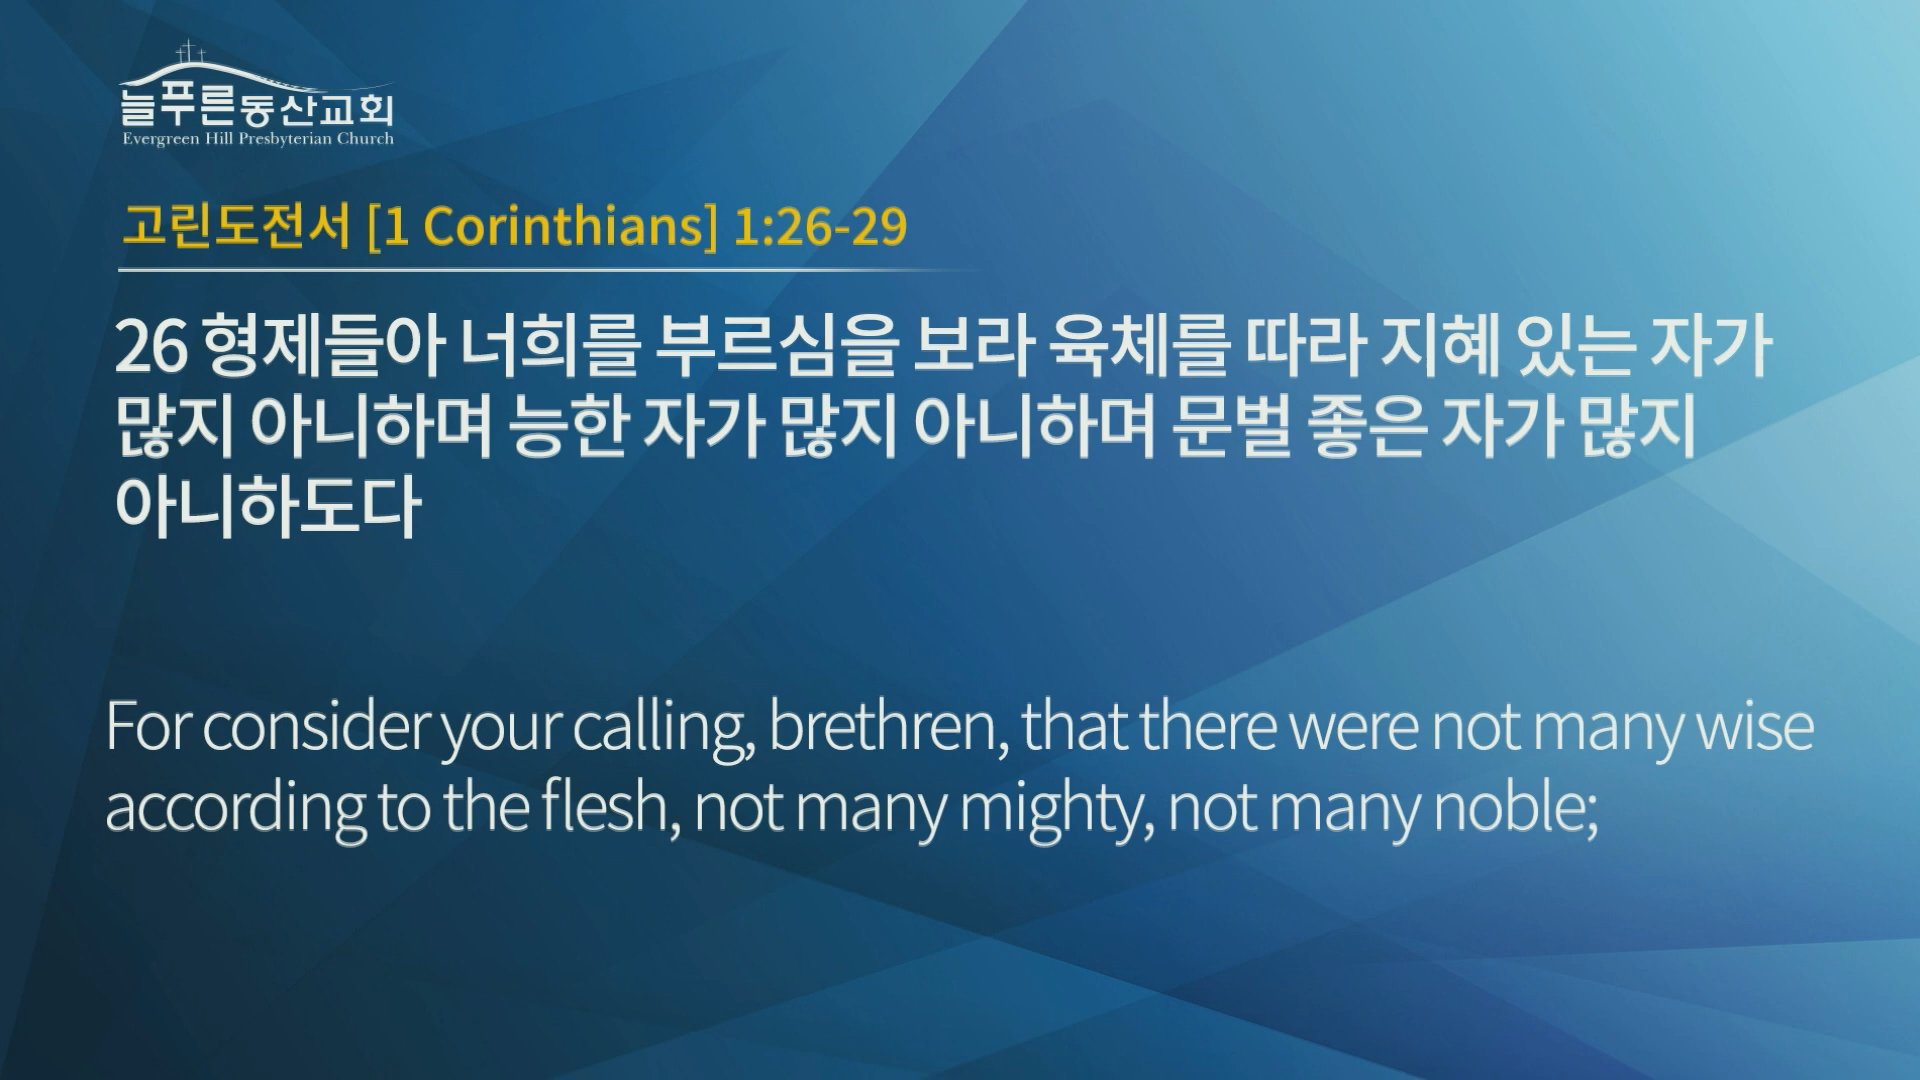 늘푸른동산교회
Evergreen Hill Presbyterian Church
고린도전서 [1 Corinthians] 1:26-29
26 형제들아 너희를 부르심을 보라 육체를 따라 지혜 있는 자가
많지 아니하며 능한 자가 많지 아니하며 문벌 좋은 자가 많지
아니하도다
For consider your calling, brethren, that there were not many wise
according to the flesh, not many mighty, not many noble;